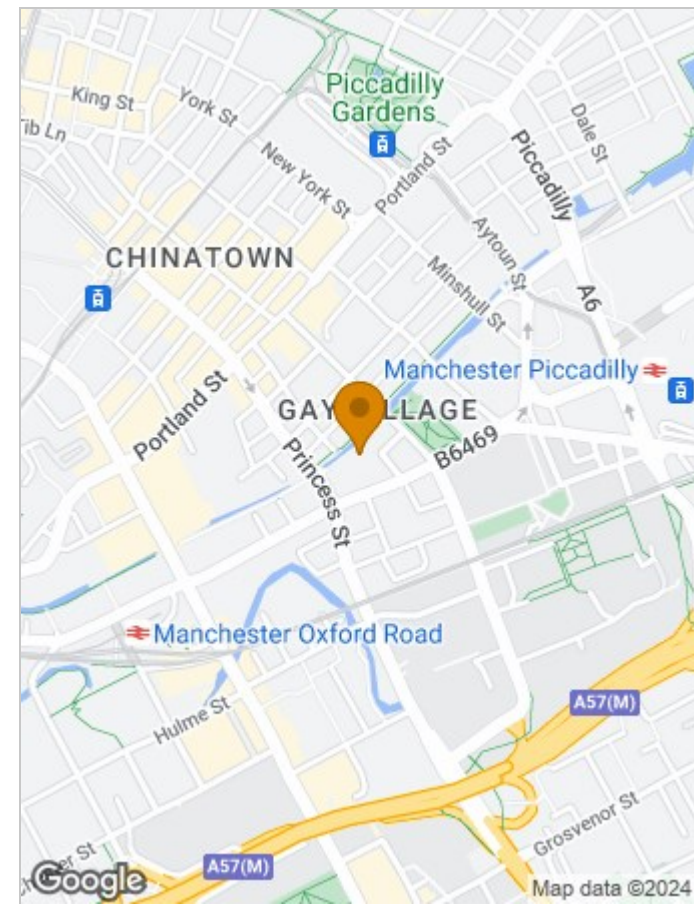 Piccadilly
Gardens
King St
York St
Tib Ln
New York St
Portland St
Piccadilly
Dale St
CHINATOWN
Aytoun St
Minshull St
A6
Manchester Piccadilly
Portland St
GAY VILLAGE
B6469
Princess St
Manchester Oxford Road
Hulme St
A57(M)
Grosvenor St
A57(M)
Google
Map data ©2024